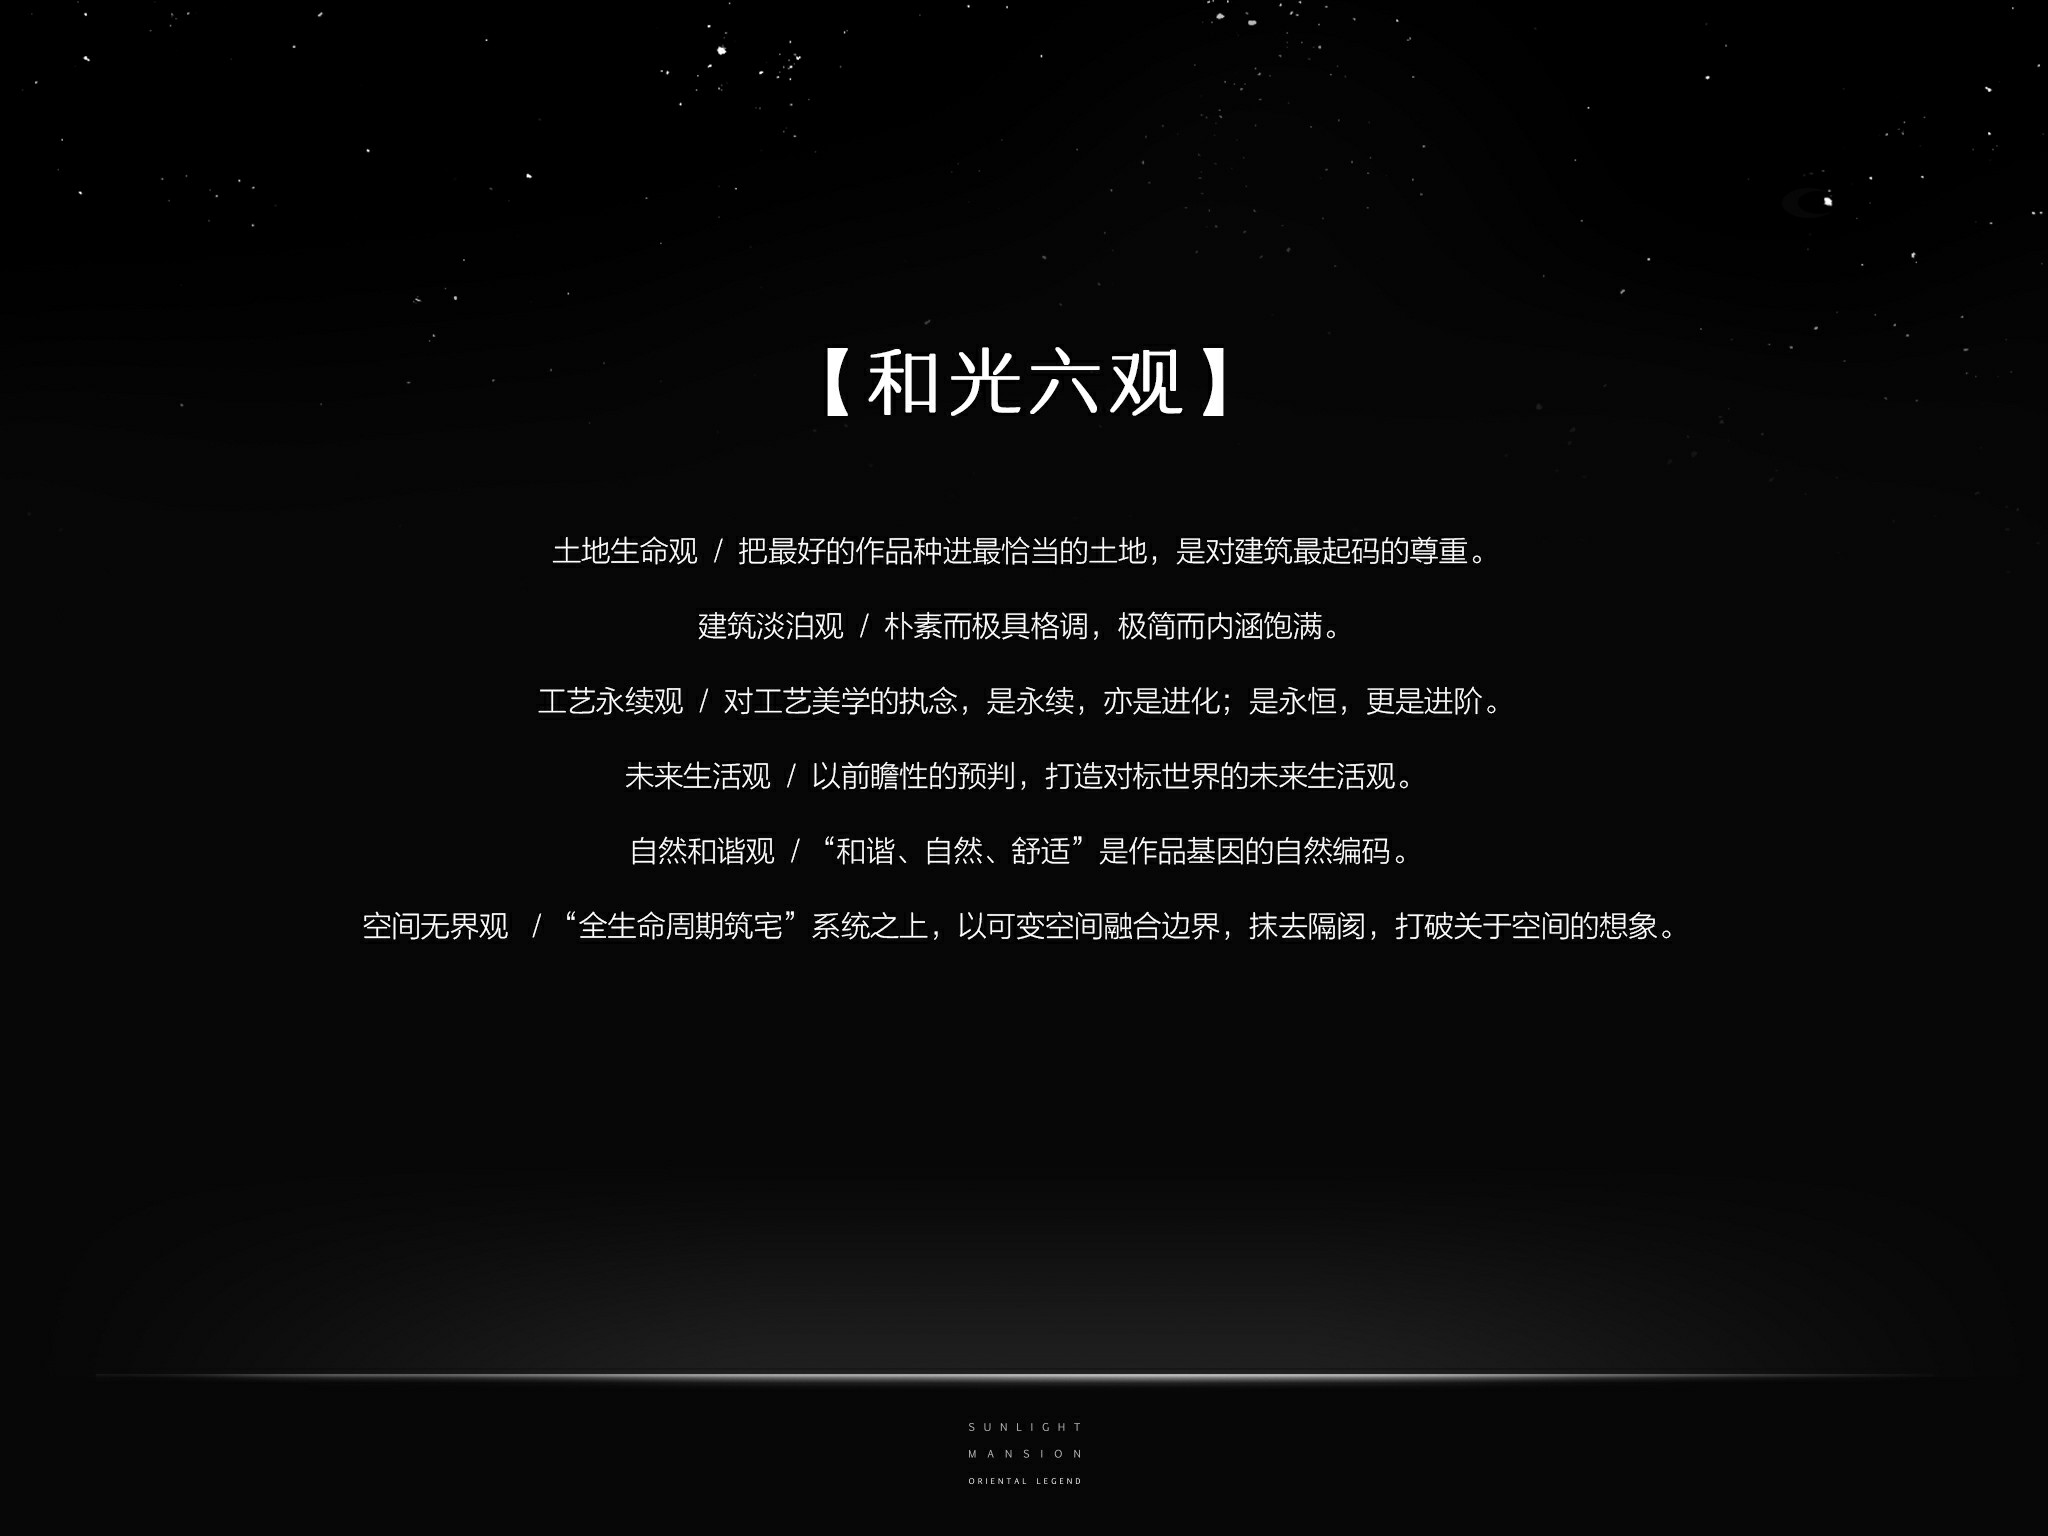 【和光六观】
土地生命观 / 把最好的作品种进最恰当的土地，是对建筑最起码的尊重。
建筑淡泊观 / 朴素而极具格调，极简而内涵饱满。
工艺永续观 / 对工艺美学的执念，是永续，亦是进化；是永恒，更是进阶。
未来生活观 / 以前瞻性的预判，打造对标世界的未来生活观。
自然和谐观 / “和谐、自然、舒适”是作品基因的自然编码。
空间无界观 / “全生命周期筑宅”系统之上，以可变空间融合边界，抹去隔阂，打破关于空间的想象。
SUNLIGHT
MANSION
ORIENTAL LEGEND